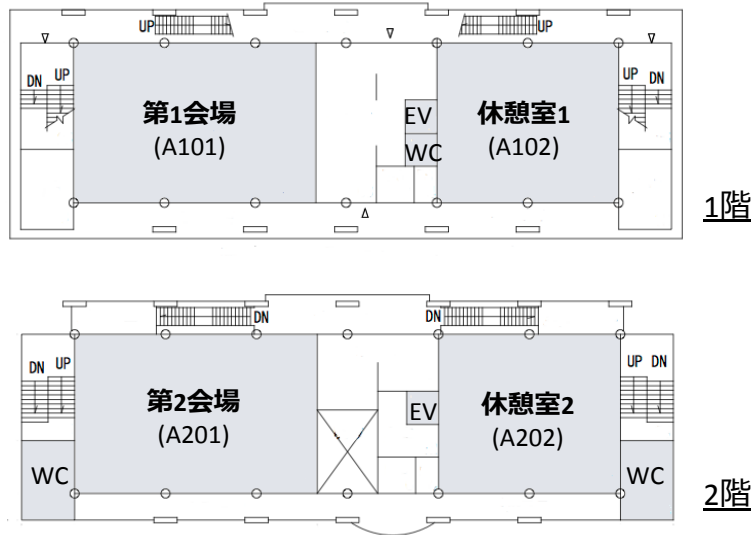 UP
UP
DN
UP
UP
DN
第1会場
(A101)
EV
WC
休憩室1
(A102)
1階
DN
DN
DN
UP
UP
DN
第2会場
(A201)
EV
休憩室2
(A202)
WC
WC
2階